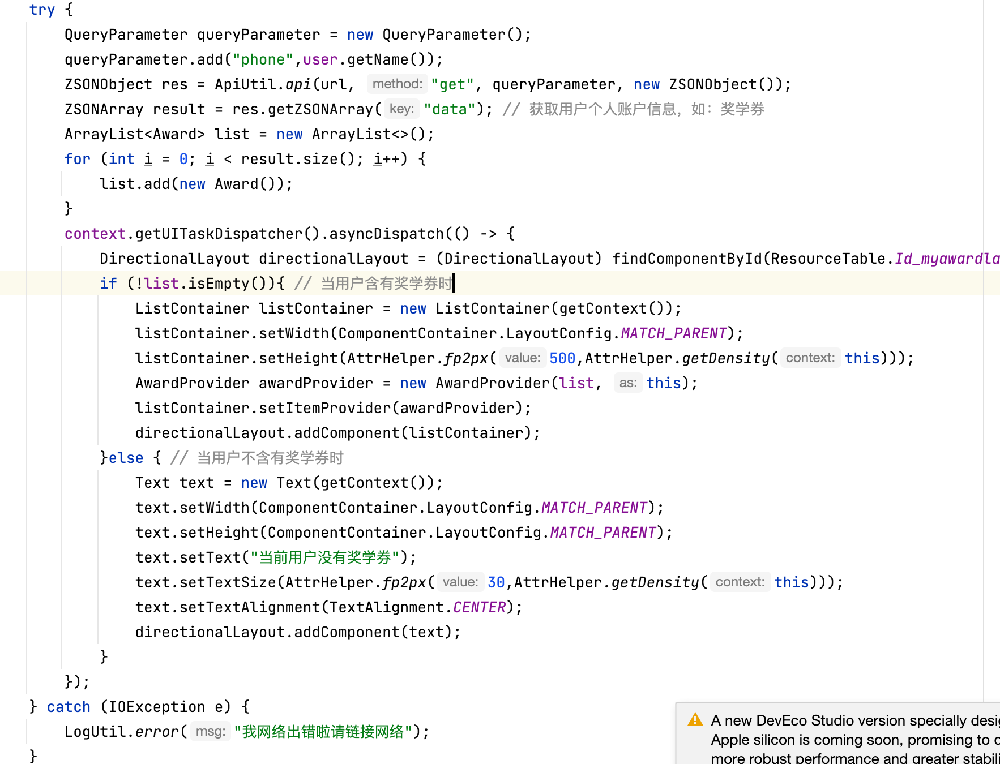 try {
    QueryParameter queryParameter = new QueryParameter();
    queryParameter.add("phone",user.getName());
    ZSONObject res = ApiUtil.api(url, method: "get", queryParameter, new ZSONObject());
    ZSONArray result = res.getZSONArray( key: "data"); // 获取用户个人账户信息，如：奖学券
    ArrayList<Award> list = new ArrayList<>();
    for (int i = 0; i < result.size(); i++) {
        list.add(new Award());
    }
    context.getUITaskDispatcher().asyncDispatch(() -> {
        DirectionalLayout directionalLayout = (DirectionalLayout) findComponentById(ResourceTable.Id_myawardla
        if (!list.isEmpty()){ // 当用户含有奖学券时
            ListContainer listContainer = new ListContainer(getContext());
            listContainer.setWidth(ComponentContainer.LayoutConfig.MATCH_PARENT);
            listContainer.setHeight(AttrHelper.fp2px( value: 500,AttrHelper.getDensity( context: this)));
            AwardProvider awardProvider = new AwardProvider(list, as: this);
            listContainer.setItemProvider(awardProvider);
            directionalLayout.addComponent(listContainer);
        }else { // 当用户不含有奖学券时
            Text text = new Text(getContext());
            text.setWidth(ComponentContainer.LayoutConfig.MATCH_PARENT);
            text.setHeight(ComponentContainer.LayoutConfig.MATCH_PARENT);
            text.setText("当前用户没有奖学券");
            text.setTextSize(AttrHelper.fp2px( value: 30,AttrHelper.getDensity( context: this)));
            text.setTextAlignment(TextAlignment.CENTER);
            directionalLayout.addComponent(text);
        }
    });
} catch (IOException e) {
    LogUtil.error( msg: "我网络出错啦请链接网络");
}
A new DevEco Studio version specially desi
Apple silicon is coming soon, promising to
more robust performance and greater stabili